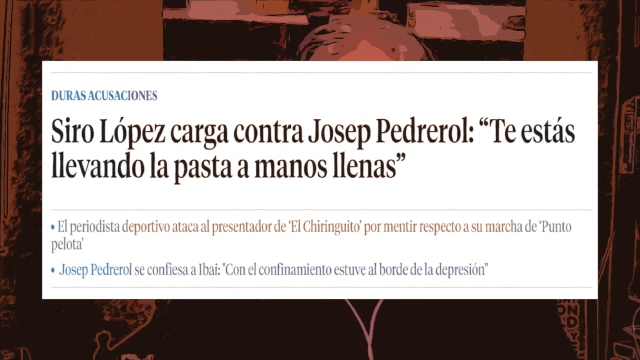 DURAS ACUSACIONES
Siro López carga contra Josep Pedrerol: “Te estás
llevando la pasta a manos llenas”
• El periodista deportivo ataca al presentador de ‘El Chiringuito’ por mentir respecto a su marcha de ‘Punto
pelota’
• Josep Pedrerol se confiesa a Ibai: "Con el confinamiento estuve al borde de la depresión"